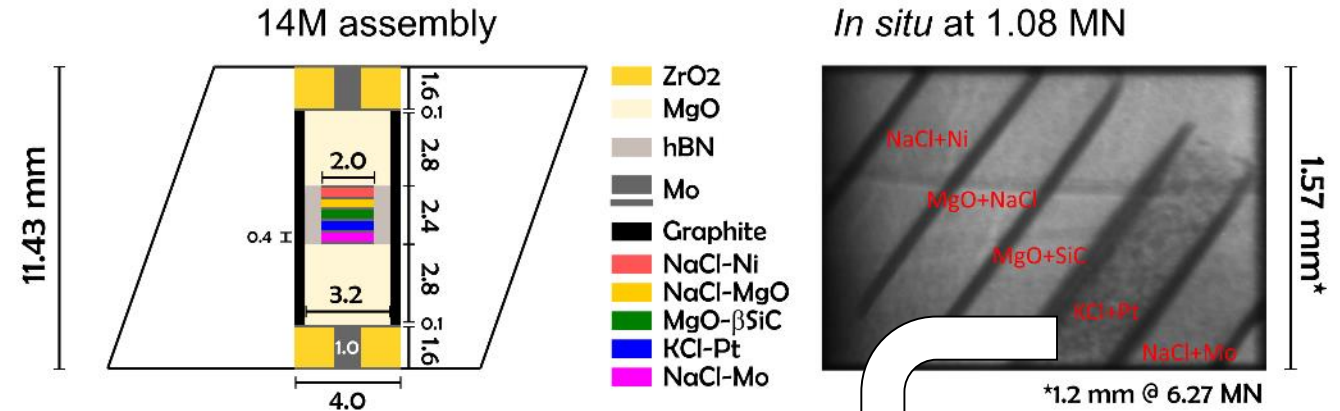 14M assembly
In situ at 1.08 MN
11.43 mm
1.6
0.1
2.8
2.4
2.8
0.1
1.6
2.0
0.4
3.2
1.0
4.0
ZrO2
MgO
hBN
Mo
Graphite
NaCl-Ni
NaCl-MgO
MgO-βSiC
KCl-Pt
NaCl-Mo
NaCl+Ni
MgO+NaCl
MgO+SiC
KCl+Pt
NaCl+Mo
1.57 mm*
*1.2 mm @ 6.27 MN